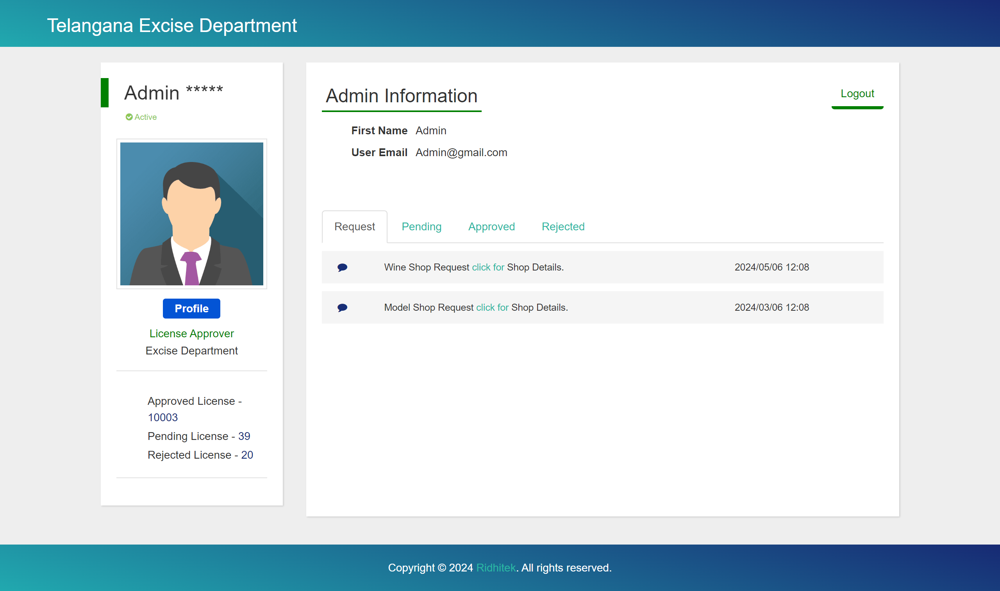 Telangana Excise Department
Admin *****
Active
Profile
License Approver
Excise Department
Approved License -
10003
Pending License - 39
Rejected License - 20
Admin Information
Logout
First Name Admin
User Email Admin@gmail.com
Request Pending Approved Rejected
Wine Shop Request click for Shop Details. 2024/05/06 12:08
Model Shop Request click for Shop Details. 2024/03/06 12:08
Copyright © 2024 Ridhitek. All rights reserved.